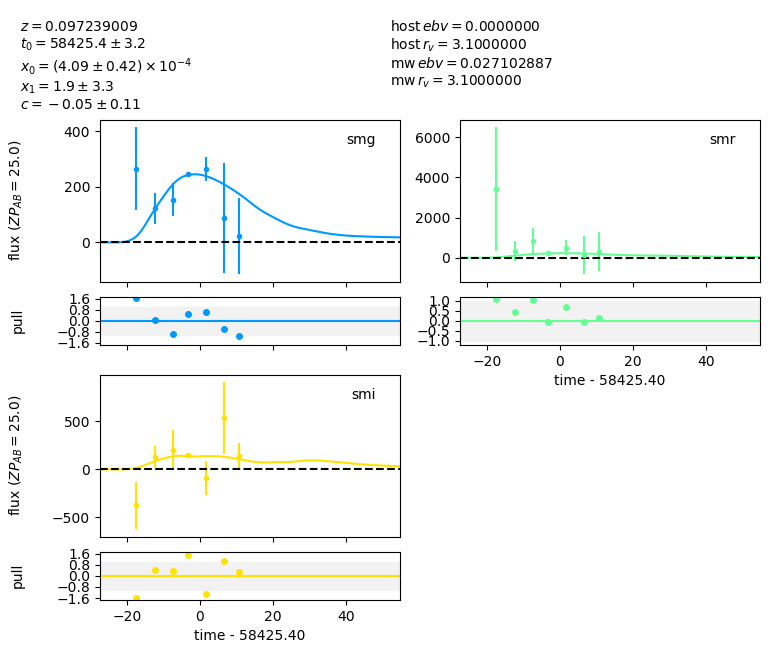 z = 0.097239009
t₀ = 58425.4 ± 3.2
x₀ = (4.09 ± 0.42) × 10⁻⁴
x₁ = 1.9 ± 3.3
c = −0.05 ± 0.11
host ebv = 0.0000000
host r_v = 3.1000000
mw ebv = 0.027102887
mw r_v = 3.1000000
flux (ZP_AB = 25.0)
400
200
0
smg
6000
4000
2000
0
smr
pull
1.6
0.8
0.0
−0.8
−1.6
1.0
0.5
0.0
−0.5
−1.0
−20 0 20 40
time - 58425.40
flux (ZP_AB = 25.0)
500
0
−500
smi
pull
1.6
0.8
0.0
−0.8
−1.6
−20 0 20 40
time - 58425.40